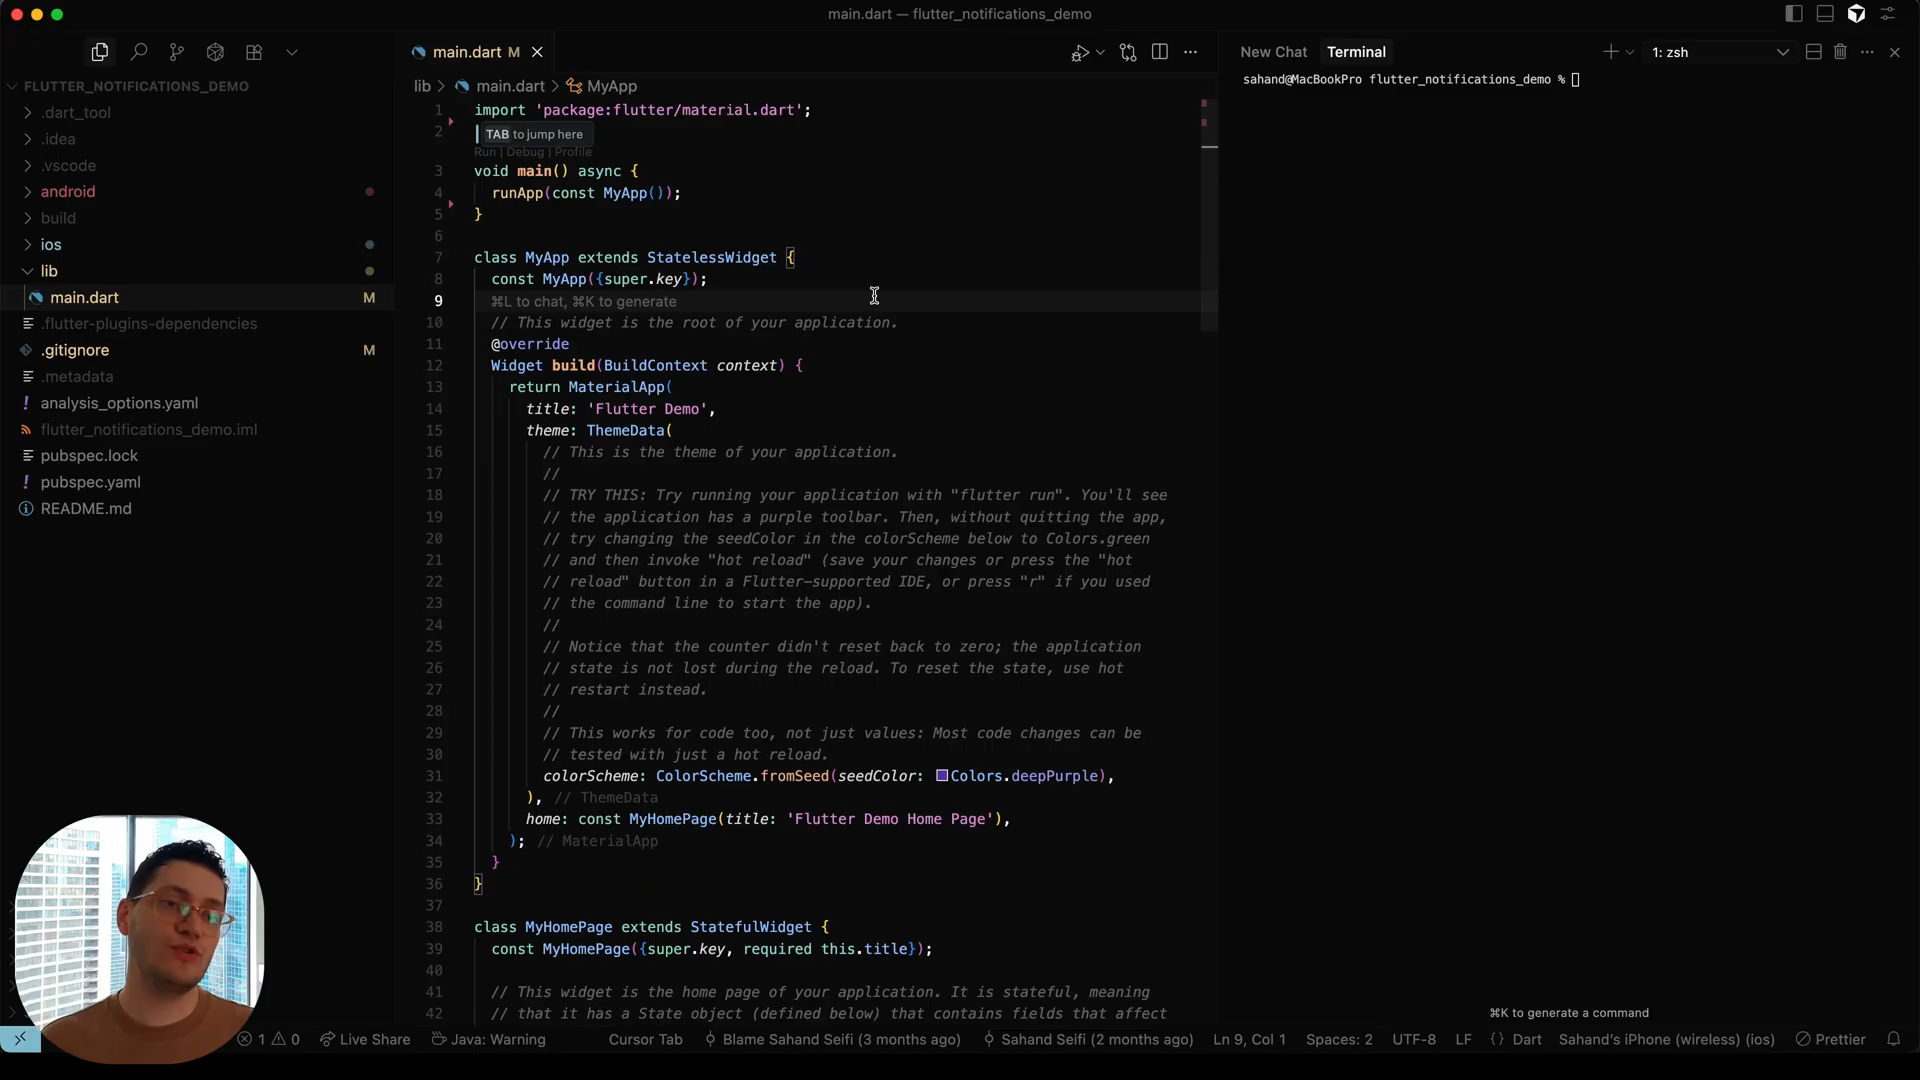 main.dart — flutter_notifications_demo
main.dart M
New Chat Terminal
1: zsh
FLUTTER_NOTIFICATIONS_DEMO
.dart_tool
.idea
.vscode
android
build
ios
lib
main.dart M
.flutter-plugins-dependencies
.gitignore M
.metadata
analysis_options.yaml
flutter_notifications_demo.iml
pubspec.lock
pubspec.yaml
README.md
lib > main.dart > MyApp
1 import 'package:flutter/material.dart';
2 TAB to jump here
Run | Debug | Profile
3 void main() async {
4 runApp(const MyApp());
5 }
6
7 class MyApp extends StatelessWidget {
8 const MyApp({super.key});
9 ⌘L to chat, ⌘K to generate
10 // This widget is the root of your application.
11 @override
12 Widget build(BuildContext context) {
13 return MaterialApp(
14 title: 'Flutter Demo',
15 theme: ThemeData(
16 // This is the theme of your application.
17 //
18 // TRY THIS: Try running your application with "flutter run". You'll see
19 // the application has a purple toolbar. Then, without quitting the app,
20 // try changing the seedColor in the colorScheme below to Colors.green
21 // and then invoke "hot reload" (save your changes or press the "hot
22 // reload" button in a Flutter-supported IDE, or press "r" if you used
23 // the command line to start the app).
24 //
25 // Notice that the counter didn't reset back to zero; the application
26 // state is not lost during the reload. To reset the state, use hot
27 // restart instead.
28 //
29 // This works for code too, not just values: Most code changes can be
30 // tested with just a hot reload.
31 colorScheme: ColorScheme.fromSeed(seedColor: Colors.deepPurple),
32 ), // ThemeData
33 home: const MyHomePage(title: 'Flutter Demo Home Page'),
34 ); // MaterialApp
35 }
36 }
37
38 class MyHomePage extends StatefulWidget {
39 const MyHomePage({super.key, required this.title});
40
41 // This widget is the home page of your application. It is stateful, meaning
42 // that it has a State object (defined below) that contains fields that affect
sahand@MacBookPro flutter_notifications_demo %
⌘K to generate a command
1 0 Live Share Java: Warning Cursor Tab Blame Sahand Seifi (3 months ago) Sahand Seifi (2 months ago) Ln 9, Col 1 Spaces: 2 UTF-8 LF {} Dart Sahand's iPhone (wireless) (ios) Prettier